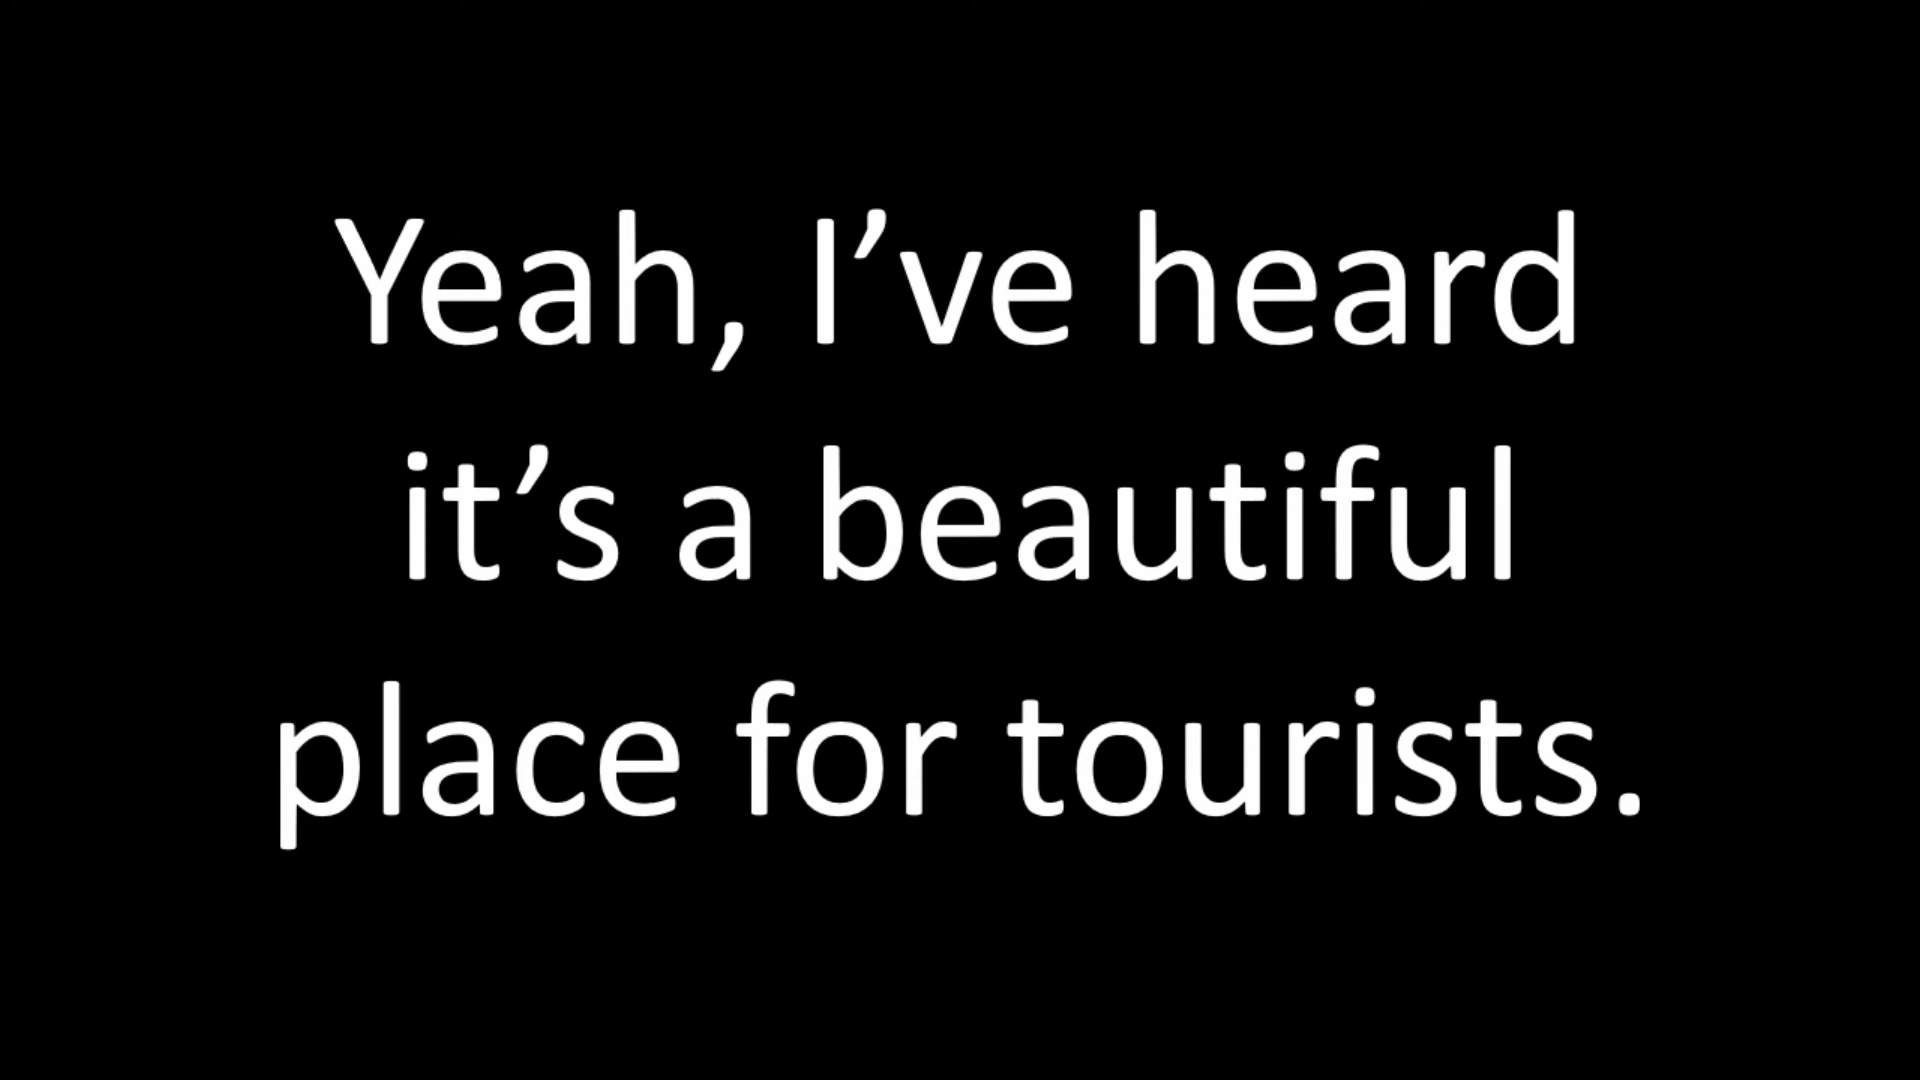 Yeah, I’ve heard
it’s a beautiful
place for tourists.